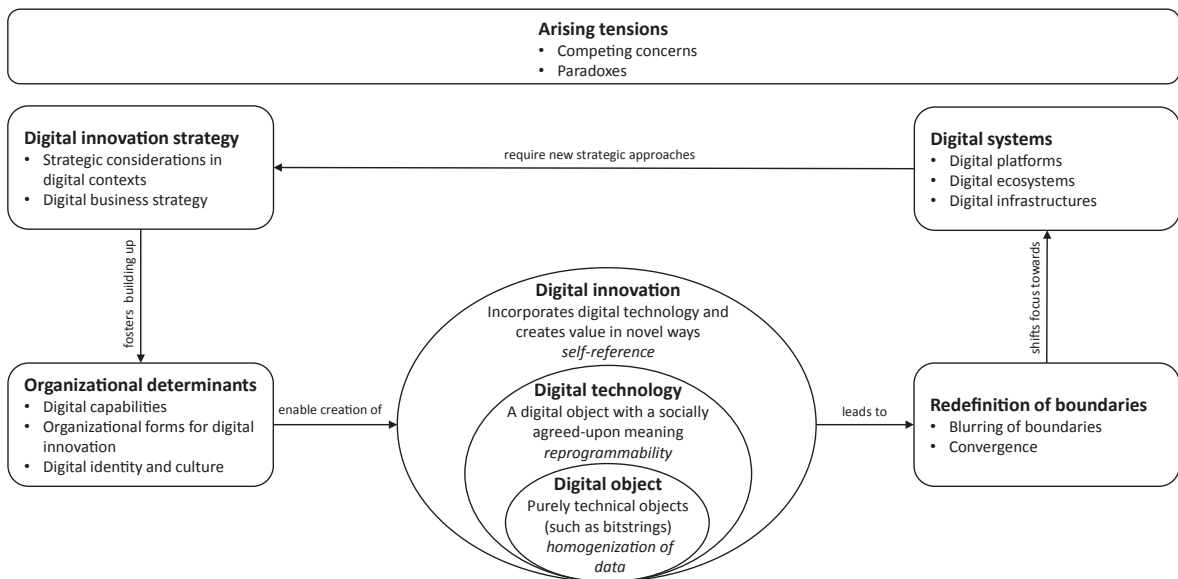 Arising tensions
• Competing concerns
• Paradoxes
Digital innovation strategy
• Strategic considerations in
digital contexts
• Digital business strategy
require new strategic approaches
Digital systems
• Digital platforms
• Digital ecosystems
• Digital infrastructures
fosters building up
shifts focus towards
Organizational determinants
• Digital capabilities
• Organizational forms for digital
innovation
• Digital identity and culture
enable creation of
Digital innovation
Incorporates digital technology and
creates value in novel ways
self-reference
Digital technology
A digital object with a socially
agreed-upon meaning
reprogrammability
Digital object
Purely technical objects
(such as bitstrings)
homogenization of
data
leads to
Redefinition of boundaries
• Blurring of boundaries
• Convergence